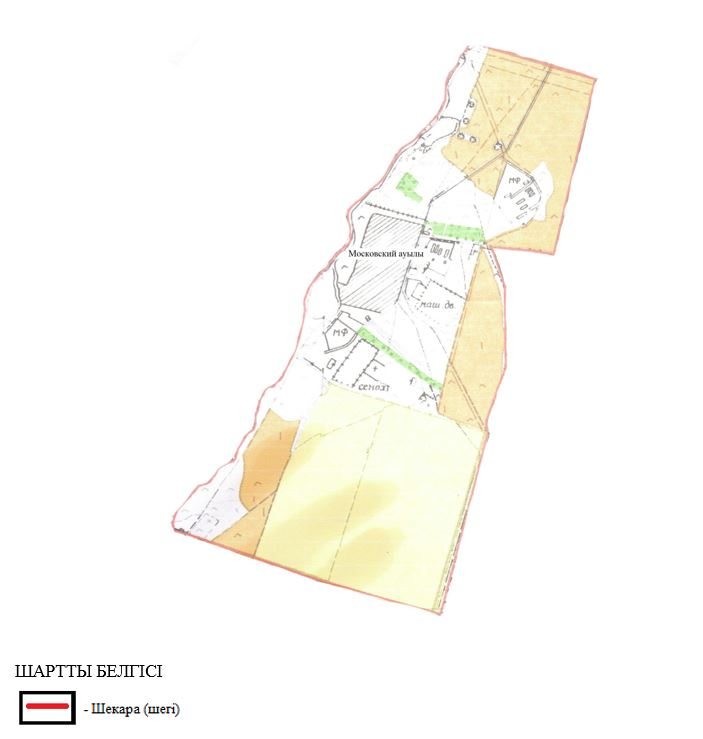 МФ
Московский ауылы
маш. дв.
МФ
сенохр
ШАРТТЫ БЕЛГІСІ
- Шекара (шегі)